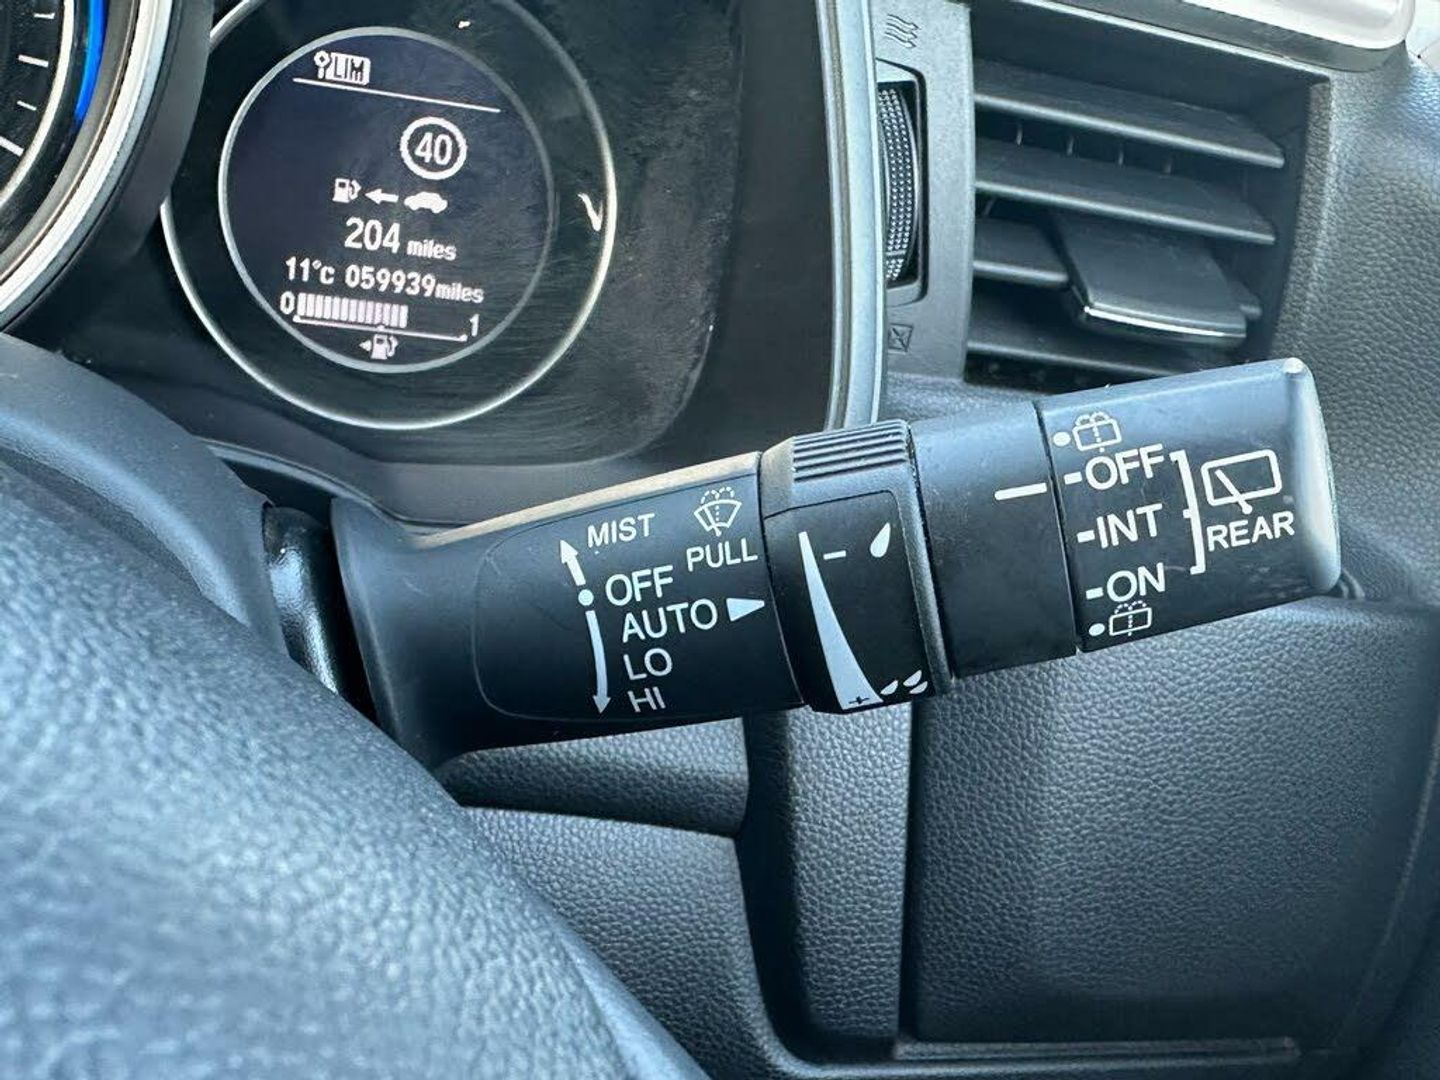 LIM
40
204 miles
11°c 059939miles
0 1
MIST
PULL
OFF
AUTO
LO
HI
- 
+
-OFF
-INT
-ON
REAR